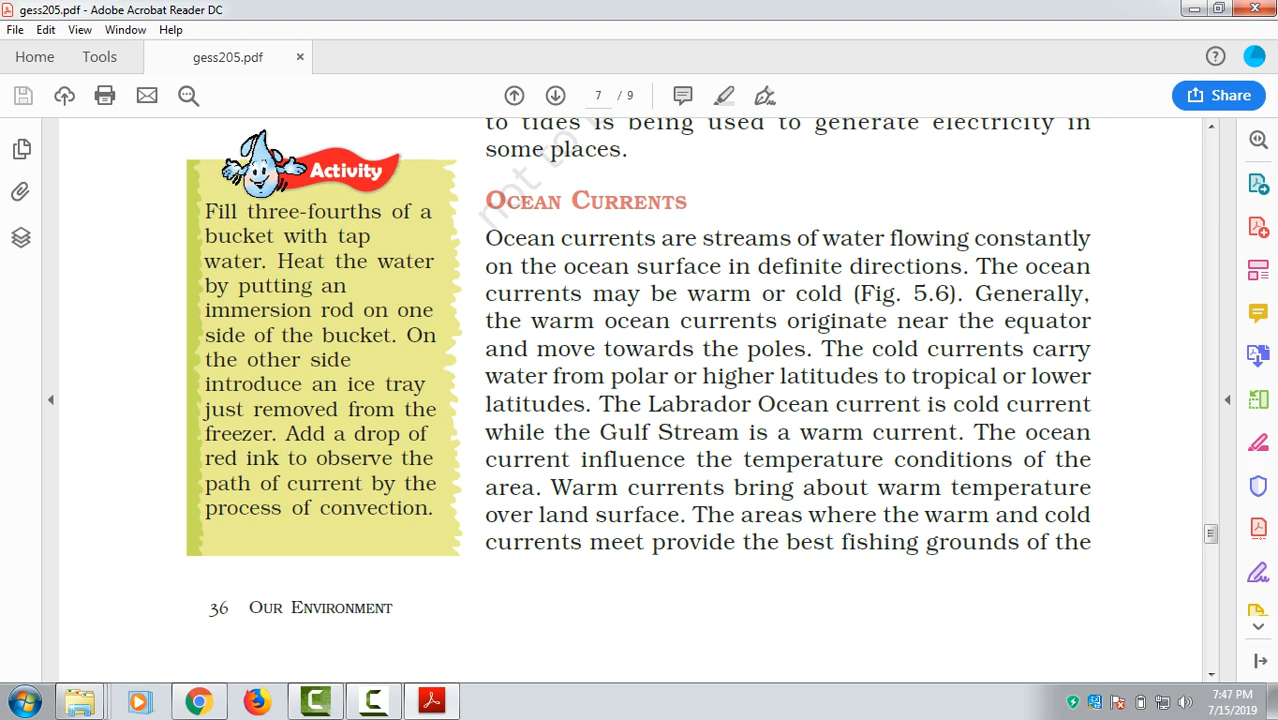 gess205.pdf - Adobe Acrobat Reader DC
File Edit View Window Help
Home Tools gess205.pdf ×
7 / 9
Share
to tides is being used to generate electricity in
some places.
not to
Activity
Fill three-fourths of a
bucket with tap
water. Heat the water
by putting an
immersion rod on one
side of the bucket. On
the other side
introduce an ice tray
just removed from the
freezer. Add a drop of
red ink to observe the
path of current by the
process of convection.
OCEAN CURRENTS
Ocean currents are streams of water flowing constantly
on the ocean surface in definite directions. The ocean
currents may be warm or cold (Fig. 5.6). Generally,
the warm ocean currents originate near the equator
and move towards the poles. The cold currents carry
water from polar or higher latitudes to tropical or lower
latitudes. The Labrador Ocean current is cold current
while the Gulf Stream is a warm current. The ocean
current influence the temperature conditions of the
area. Warm currents bring about warm temperature
over land surface. The areas where the warm and cold
currents meet provide the best fishing grounds of the
36 OUR ENVIRONMENT
7:47 PM
7/15/2019